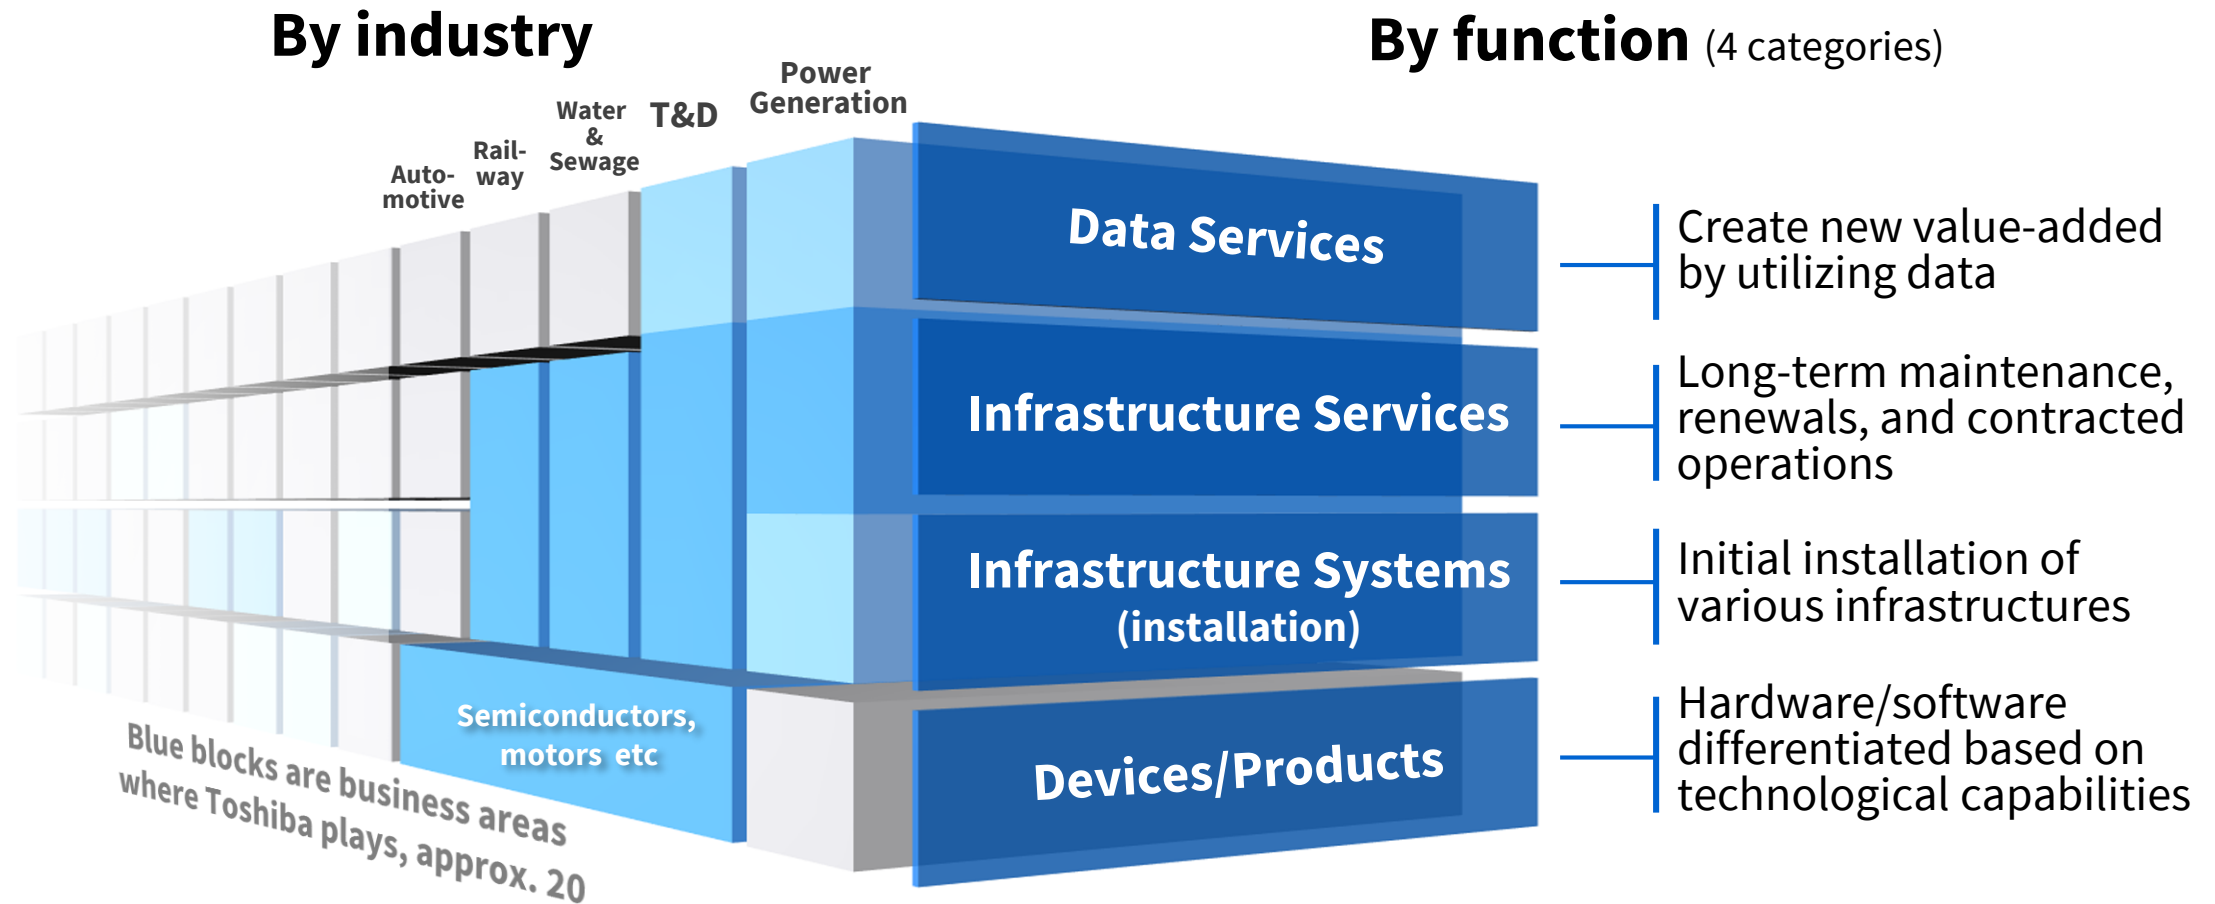 By industry
By function (4 categories)
Power
Generation
T&D
Water
&
Sewage
Rail-
way
Auto-
motive
Data Services
Create new value-added
by utilizing data
Infrastructure Services
Long-term maintenance,
renewals, and contracted
operations
Infrastructure Systems
(installation)
Initial installation of
various infrastructures
Semiconductors,
motors etc
Devices/Products
Hardware/software
differentiated based on
technological capabilities
Blue blocks are business areas
where Toshiba plays, approx. 20